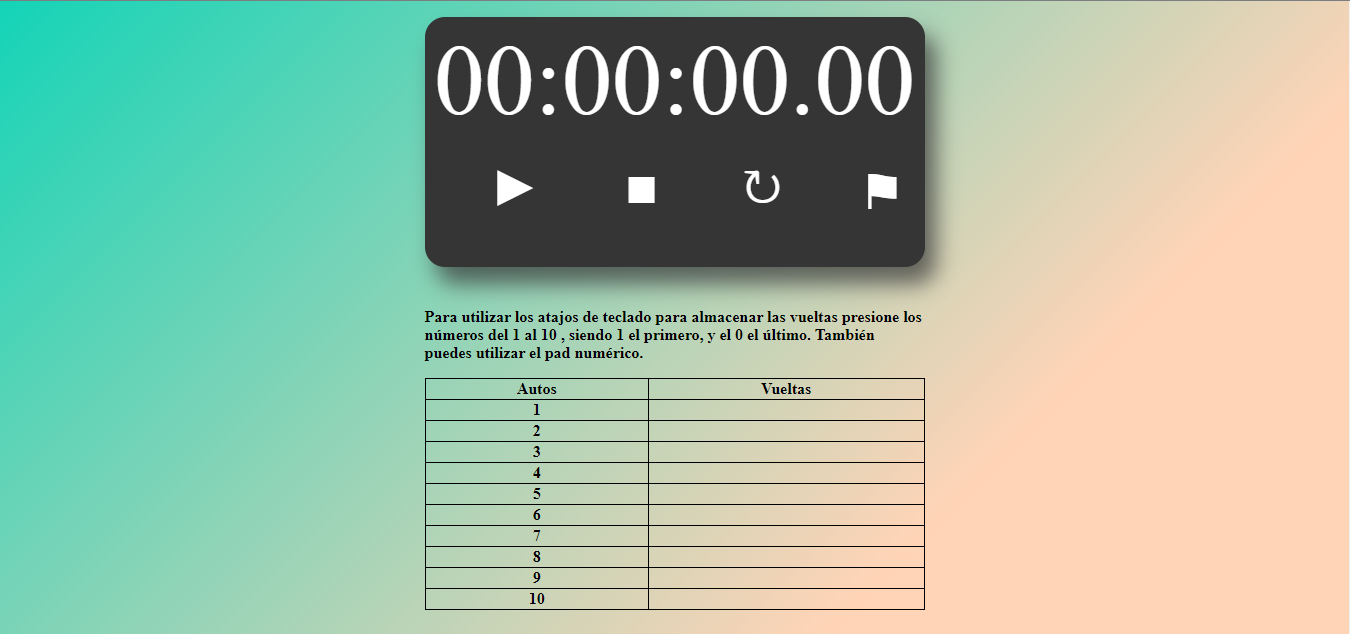 00:00:00.00
Para utilizar los atajos de teclado para almacenar las vueltas presione los
números del 1 al 10 , siendo 1 el primero, y el 0 el último. También
puedes utilizar el pad numérico.
Autos Vueltas
1
2
3
4
5
6
7
8
9
10